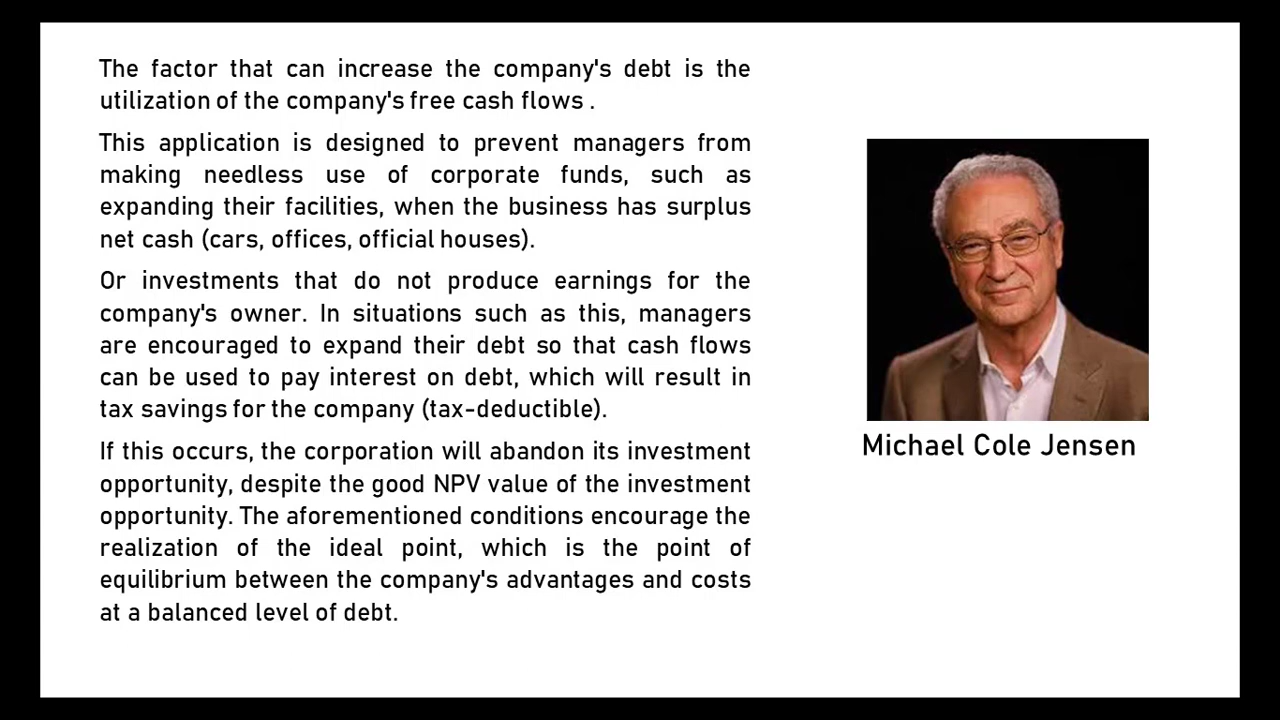 The factor that can increase the company's debt is the
utilization of the company's free cash flows .
This application is designed to prevent managers from
making needless use of corporate funds, such as
expanding their facilities, when the business has surplus
net cash (cars, offices, official houses).
Or investments that do not produce earnings for the
company's owner. In situations such as this, managers
are encouraged to expand their debt so that cash flows
can be used to pay interest on debt, which will result in
tax savings for the company (tax-deductible).
If this occurs, the corporation will abandon its investment
opportunity, despite the good NPV value of the investment
opportunity. The aforementioned conditions encourage the
realization of the ideal point, which is the point of
equilibrium between the company's advantages and costs
at a balanced level of debt.
Michael Cole Jensen